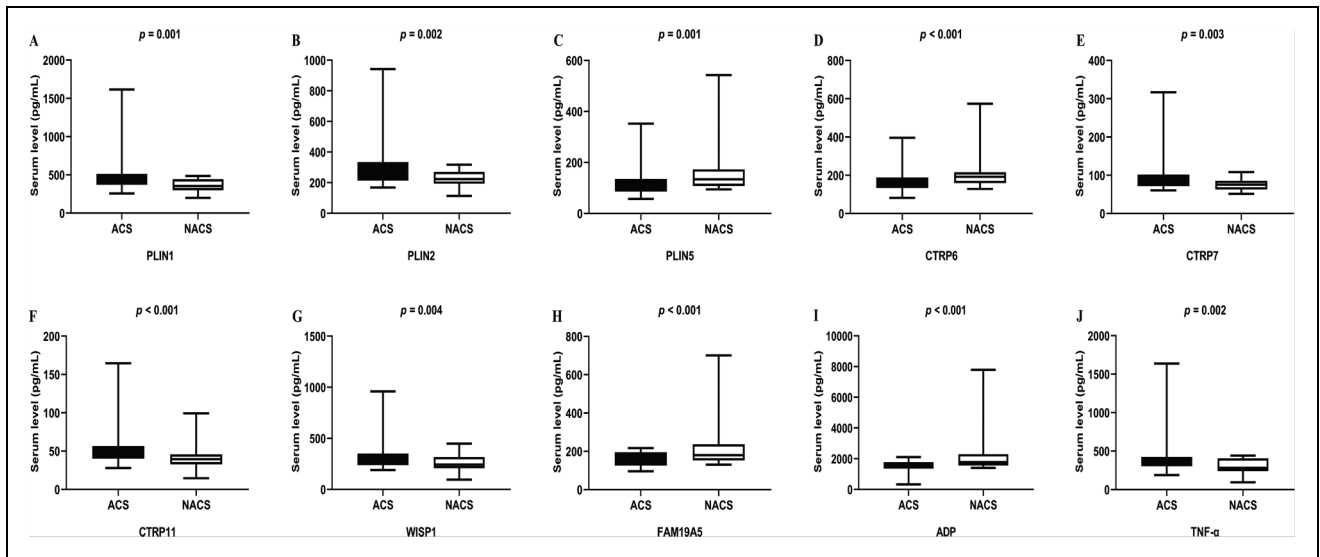 A
p = 0.001
Serum level (pg/mL)
2000
1500
1000
500
0
ACS
NACS
PLIN1
B
p = 0.002
Serum level (pg/mL)
1000
800
600
400
200
0
ACS
NACS
PLIN2
C
p = 0.001
Serum level (pg/mL)
600
400
200
0
ACS
NACS
PLIN5
D
p < 0.001
Serum level (pg/mL)
800
600
400
200
0
ACS
NACS
CTRP6
E
p = 0.003
Serum level (pg/mL)
400
300
200
100
0
ACS
NACS
CTRP7
F
p < 0.001
Serum level (pg/mL)
200
150
100
50
0
ACS
NACS
CTRP11
G
p = 0.004
Serum level (pg/mL)
1500
1000
500
0
ACS
NACS
WISP1
H
p < 0.001
Serum level (pg/mL)
800
600
400
200
0
ACS
NACS
FAM19A5
I
p < 0.001
Serum level (pg/mL)
10000
8000
6000
4000
2000
0
ACS
NACS
ADP
J
p = 0.002
Serum level (pg/mL)
2000
1500
1000
500
0
ACS
NACS
TNF-α